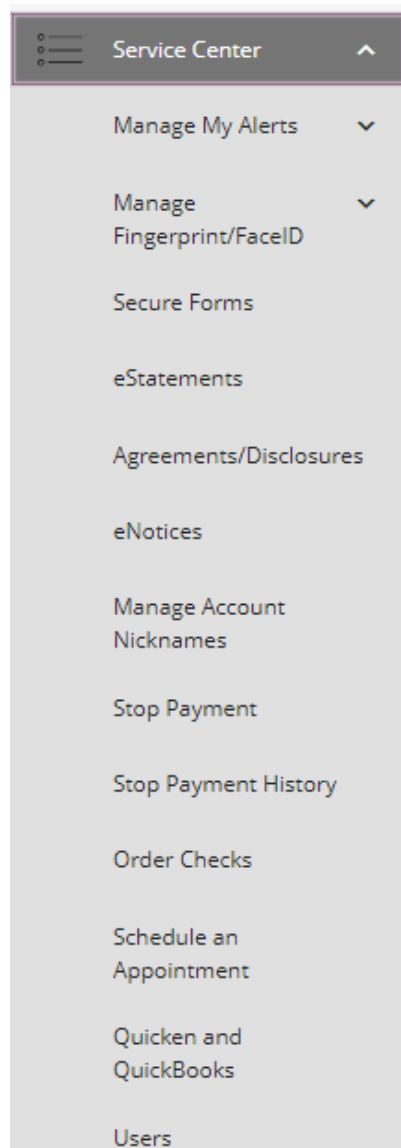 Service Center
Manage My Alerts
Manage
Fingerprint/FaceID
Secure Forms
eStatements
Agreements/Disclosures
eNotices
Manage Account
Nicknames
Stop Payment
Stop Payment History
Order Checks
Schedule an
Appointment
Quicken and
QuickBooks
Users